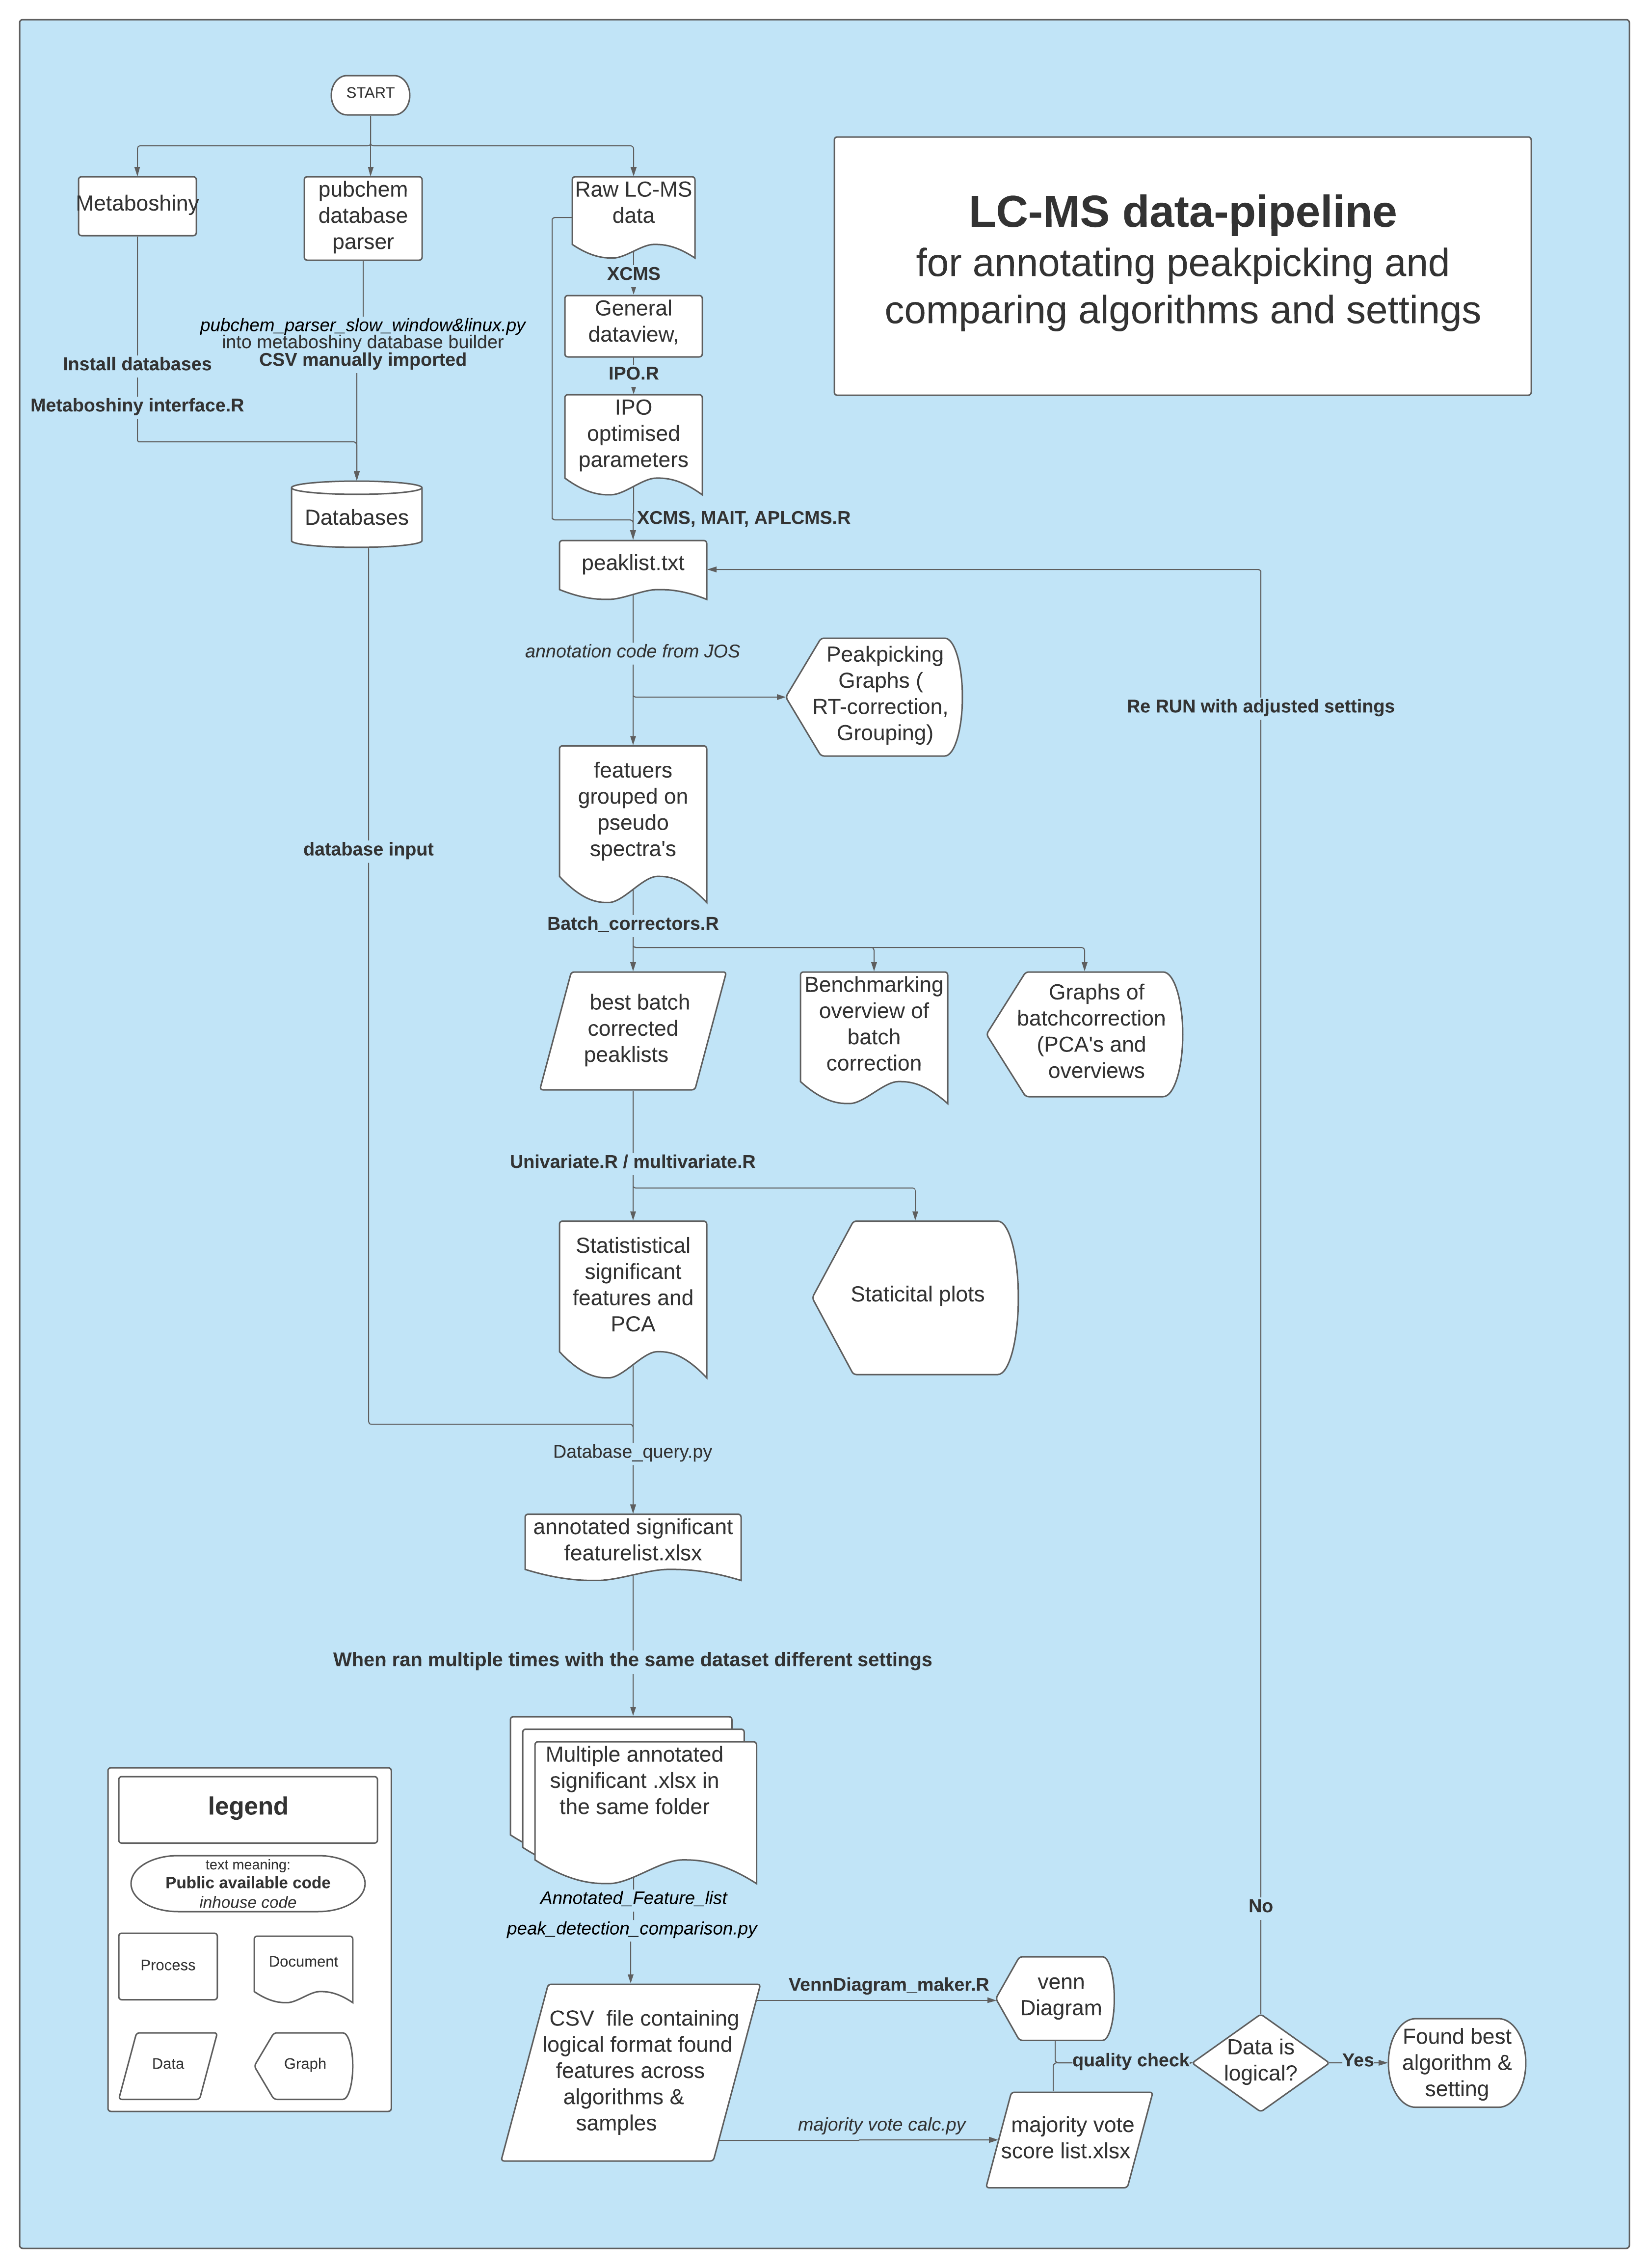 START
Metaboshiny
pubchem
database
parser
Raw LC-MS
data
LC-MS data-pipeline
for annotating peakpicking and
comparing algorithms and settings
XCMS
General
dataview,
pubchem_parser_slow_window&linux.py
into metaboshiny database builder
CSV manually imported
Install databases
Metaboshiny interface.R
IPO.R
IPO
optimised
parameters
Databases
XCMS, MAIT, APLCMS.R
peaklist.txt
annotation code from JOS
Peakpicking
Graphs (
RT-correction,
Grouping)
Re RUN with adjusted settings
featuers
grouped on
pseudo
spectra's
database input
Batch_correctors.R
best batch
corrected
peaklists
Benchmarking
overview of
batch
correction
Graphs of
batchcorrection
(PCA's and
overviews
Univariate.R / multivariate.R
Statististical
significant
features and
PCA
Staticital plots
Database_query.py
annotated significant
featurelist.xlsx
When ran multiple times with the same dataset different settings
Multiple annotated
significant .xlsx in
the same folder
legend
text meaning:
Public available code
inhouse code
Process
Document
Data
Graph
Annotated_Feature_list
peak_detection_comparison.py
No
CSV  file containing
logical format found
features across
algorithms &
samples
VennDiagram_maker.R
venn
Diagram
quality check
Data is
logical?
Yes
Found best
algorithm &
setting
majority vote calc.py
majority vote
score list.xlsx